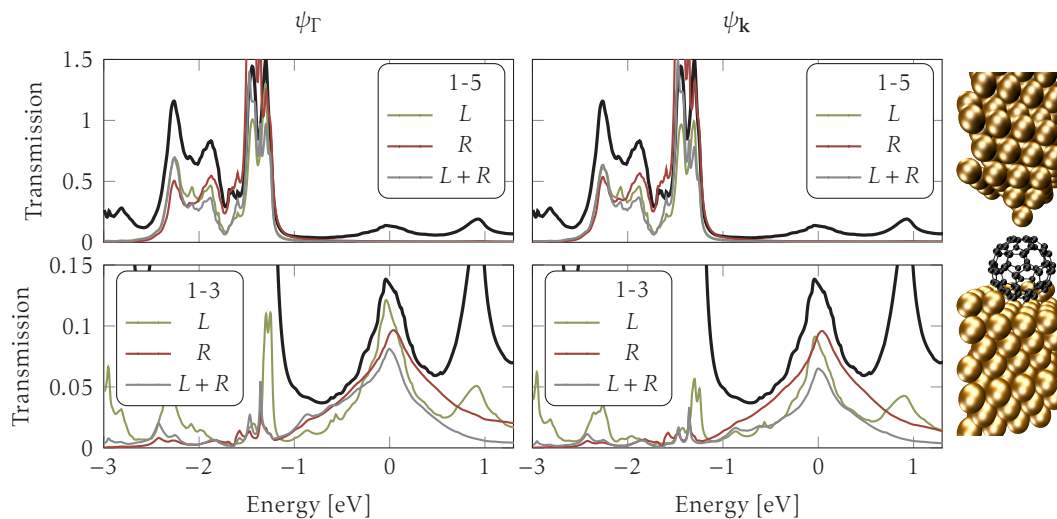 ψΓ ψk
Transmission
1.5
1
0.5
0
1-5
L
R
L + R
1-5
L
R
L + R
Transmission
0.15
0.1
0.05
0
1-3
L
R
L + R
1-3
L
R
L + R
−3 −2 −1 0 1
−3 −2 −1 0 1
Energy [eV] Energy [eV]